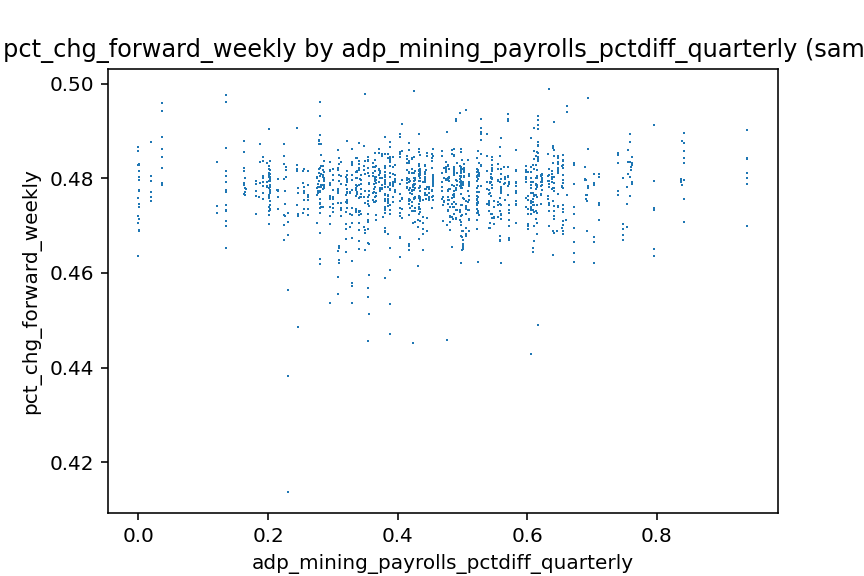 pct_chg_forward_weekly by adp_mining_payrolls_pctdiff_quarterly (sam
0.50
0.48
0.46
0.44
0.42
pct_chg_forward_weekly
0.0 0.2 0.4 0.6 0.8
adp_mining_payrolls_pctdiff_quarterly